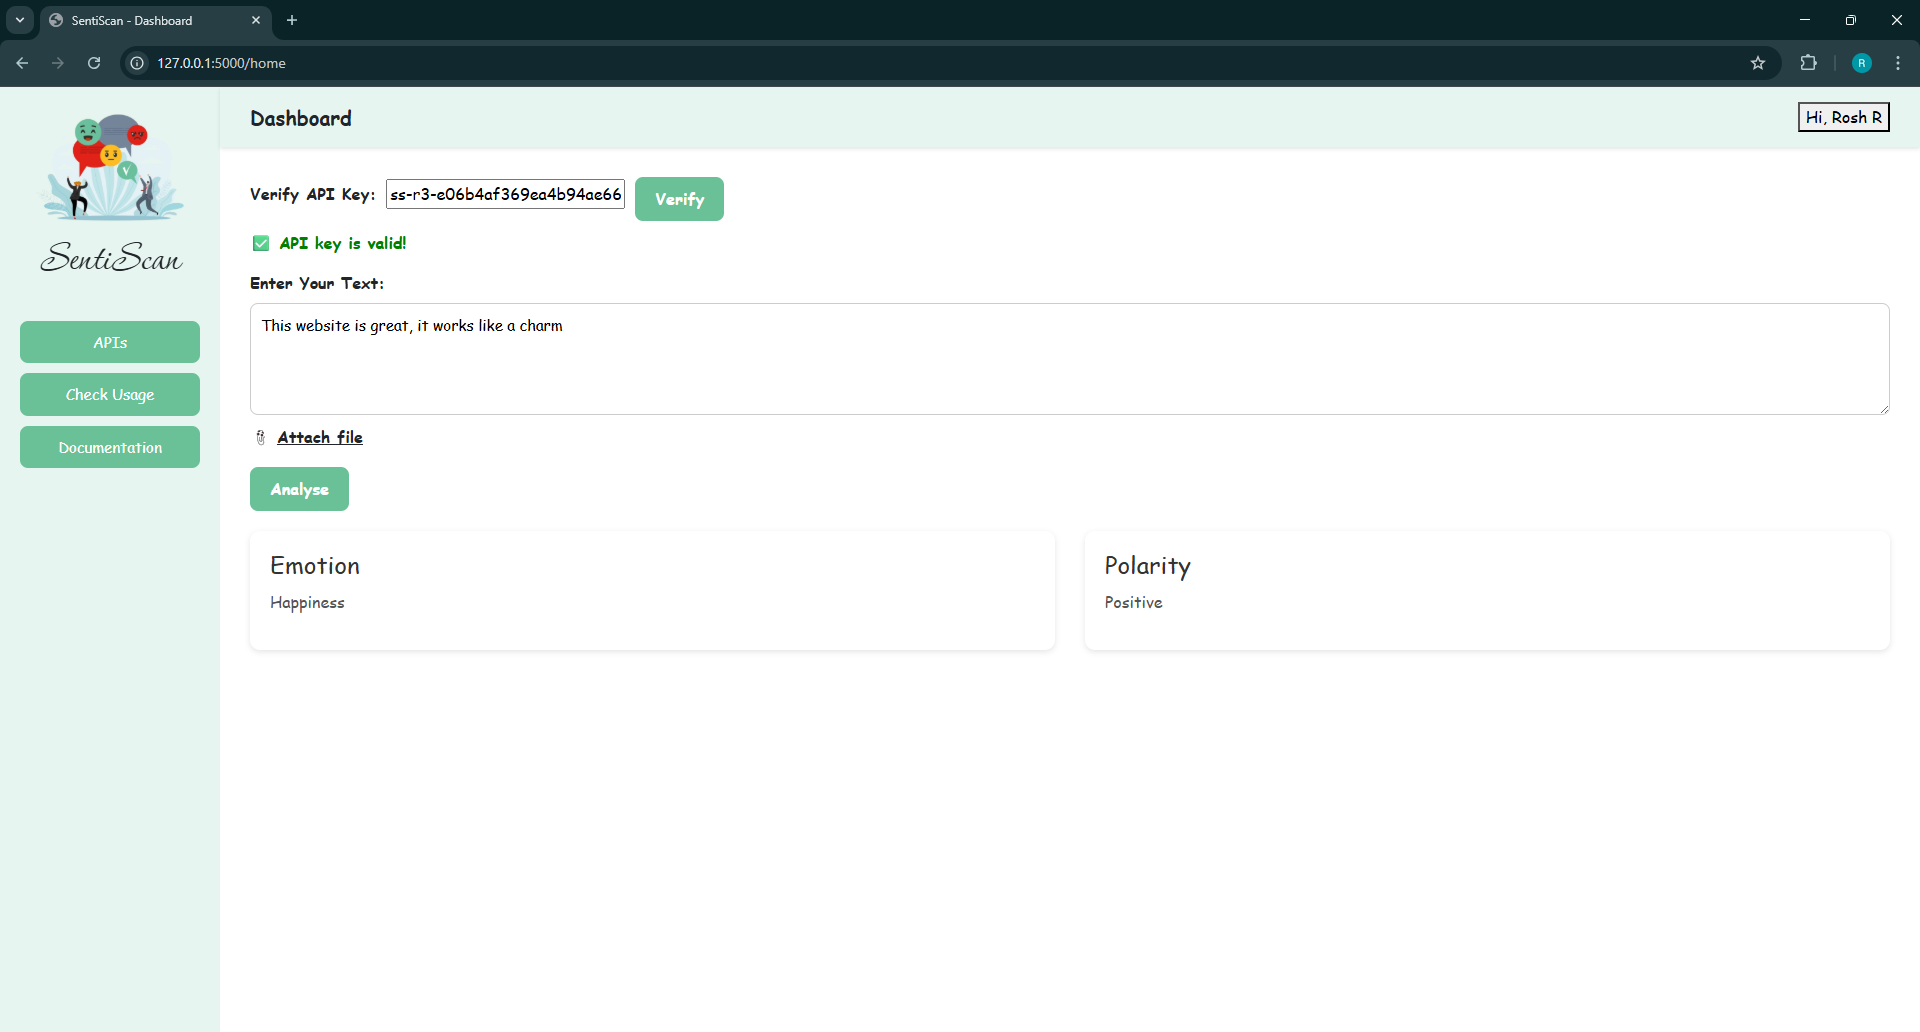 SentiScan - Dashboard
127.0.0.1:5000/home
R
SentiScan
APIs
Check Usage
Documentation
Dashboard
Hi, Rosh R
Verify API Key: ss-r3-e06b4af369ea4b94ae66 Verify
API key is valid!
Enter Your Text:
This website is great, it works like a charm
Attach file
Analyse
Emotion
Happiness
Polarity
Positive